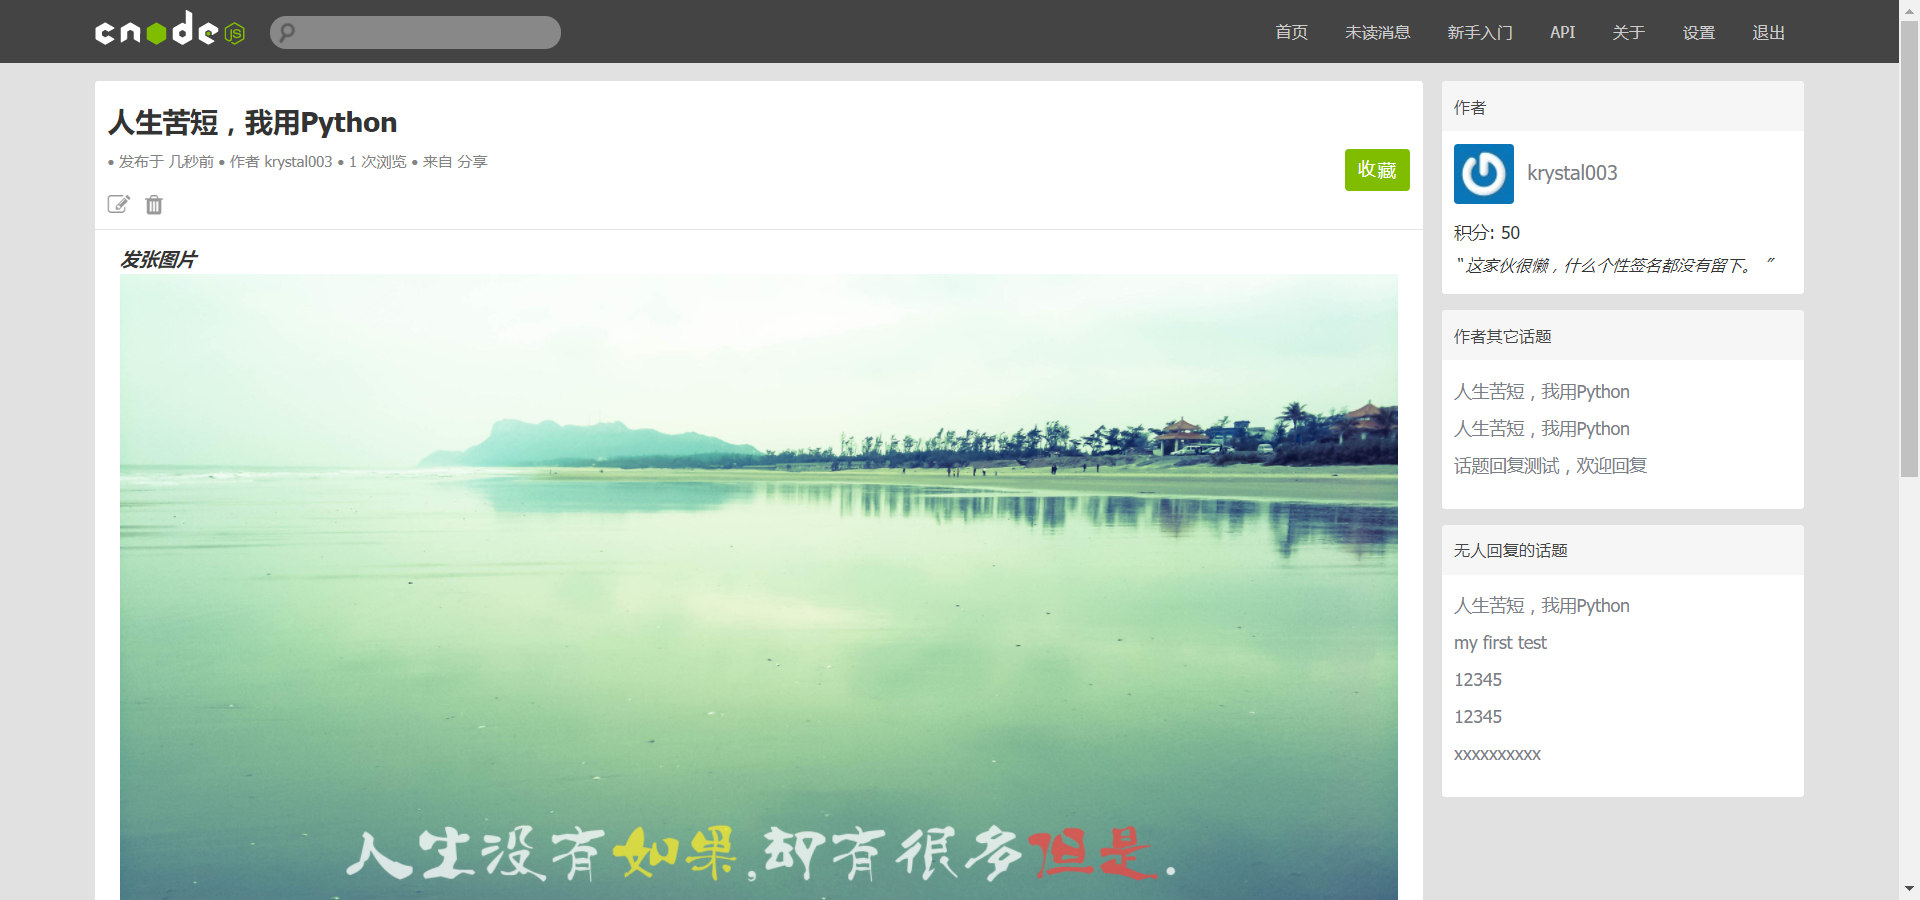 cnode JS
首页 未读消息 新手入门 API 关于 设置 退出
人生苦短，我用Python
• 发布于 几秒前 • 作者 krystal003 • 1 次浏览 • 来自 分享
收藏
发张图片
人生没有如果,却有很多但是.
作者
krystal003
积分: 50
“ 这家伙很懒，什么个性签名都没有留下。 ”
作者其它话题
人生苦短，我用Python
人生苦短，我用Python
话题回复测试，欢迎回复
无人回复的话题
人生苦短，我用Python
my first test
12345
12345
xxxxxxxxxx